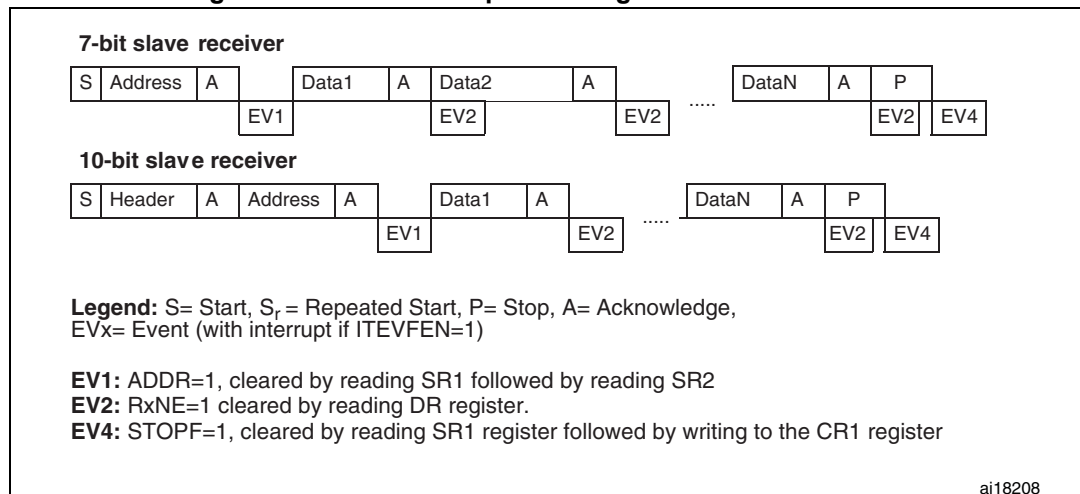 7-bit slave receiver
S Address A Data1 A Data2 A ..... DataN A P
EV1 EV2 EV2 EV2 EV4
10-bit slave receiver
S Header A Address A Data1 A ..... DataN A P
EV1 EV2 EV2 EV4
Legend: S= Start, Sr = Repeated Start, P= Stop, A= Acknowledge,
EVx= Event (with interrupt if ITEVFEN=1)
EV1: ADDR=1, cleared by reading SR1 followed by reading SR2
EV2: RxNE=1 cleared by reading DR register.
EV4: STOPF=1, cleared by reading SR1 register followed by writing to the CR1 register
ai18208